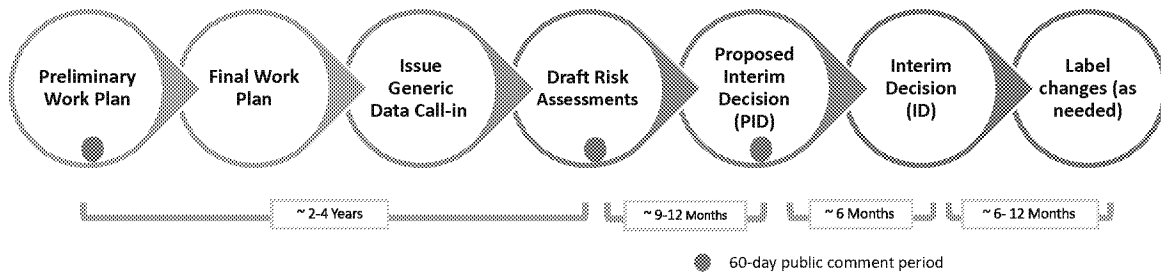 Preliminary
Work Plan
Final Work
Plan
Issue
Generic
Data Call-in
Draft Risk
Assessments
Proposed
Interim
Decision
(PID)
Interim
Decision
(ID)
Label
changes (as
needed)
~ 2-4 Years
~ 9-12 Months
~ 6 Months
~ 6- 12 Months
60-day public comment period